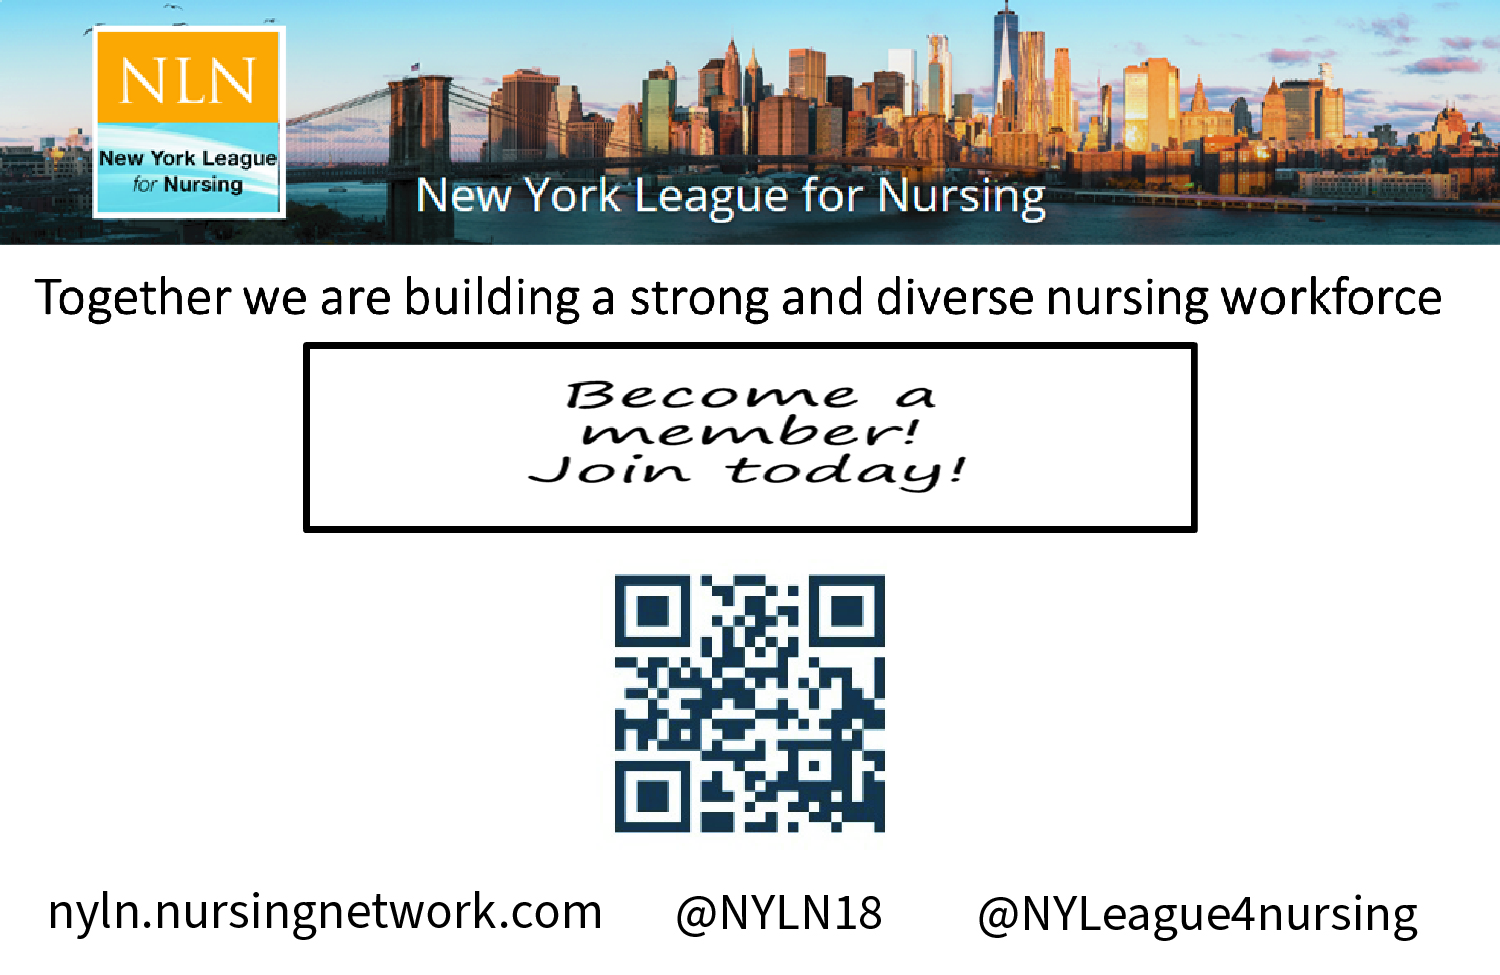 NLN
New York League
for Nursing
New York League for Nursing
Together we are building a strong and diverse nursing workforce
Become a
member!
Join today!
nyln.nursingnetwork.com @NYLN18 @NYLeague4nursing